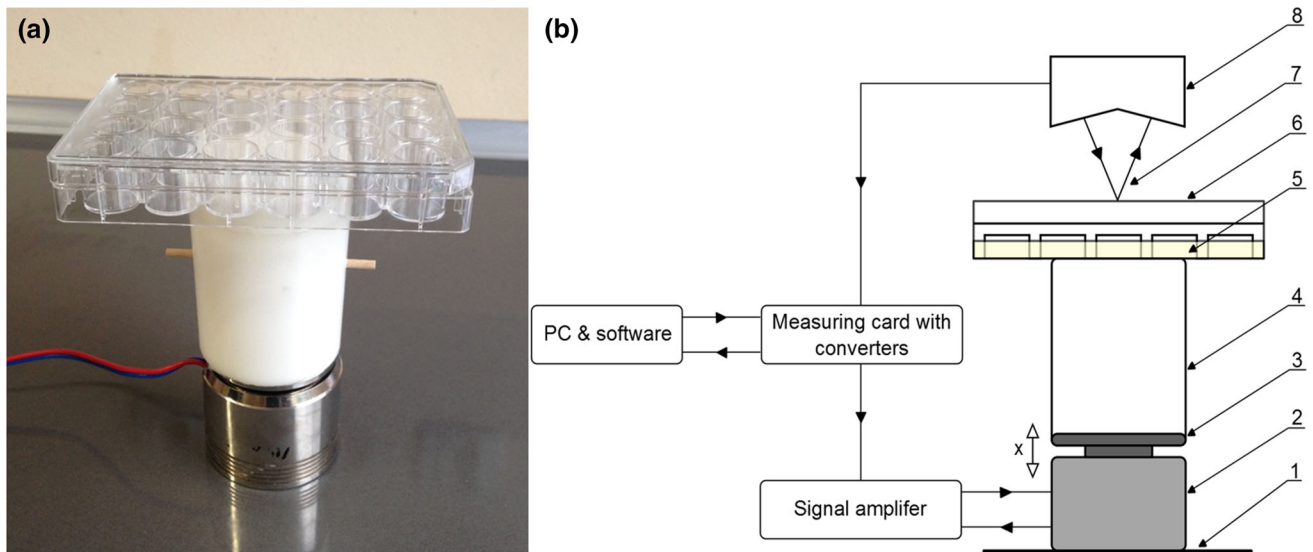 (a)
(b)
8
7
6
5
4
3
2
1
x
PC & software
Measuring card with
converters
Signal amplifer